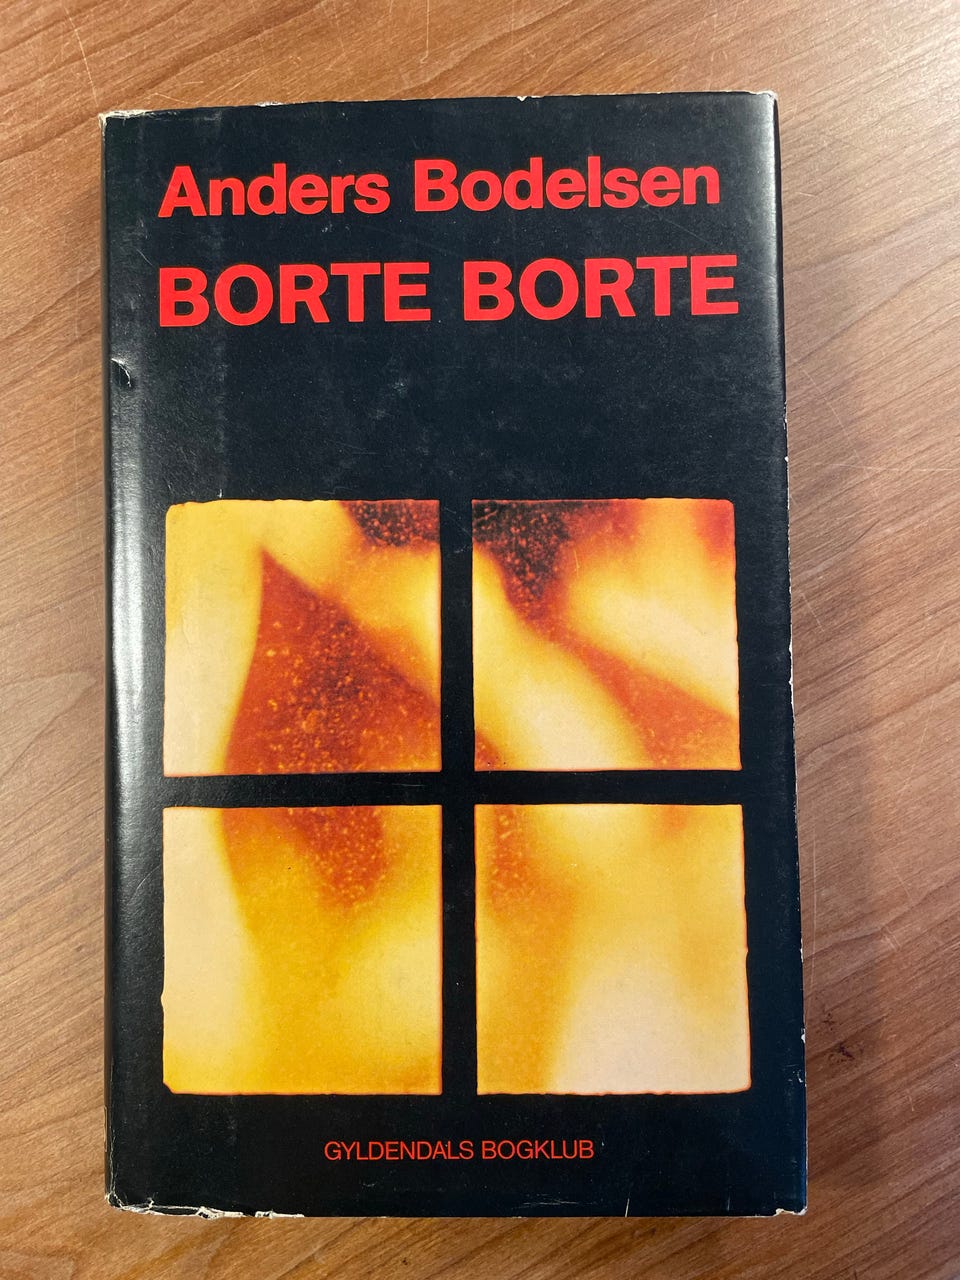 Anders Bodelsen
BORTE BORTE
GYLDENDALS BOGKLUB